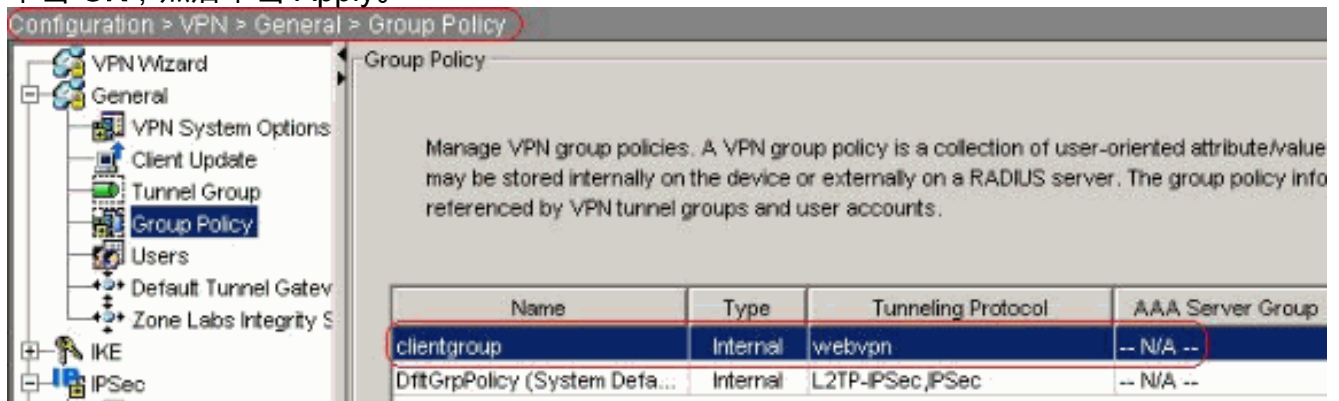 Configuration > VPN > General > Group Policy
VPN Wizard
General
VPN System Options
Client Update
Tunnel Group
Group Policy
Users
Default Tunnel Gatew
Zone Labs Integrity S
IKE
IPSec
Group Policy
Manage VPN group policies. A VPN group policy is a collection of user-oriented attribute/value
may be stored internally on the device or externally on a RADIUS server. The group policy info
referenced by VPN tunnel groups and user accounts.
Name Type Tunneling Protocol AAA Server Group
clientgroup Internal webvpn -- N/A --
DfltGrpPolicy (System Defa... Internal L2TP-IPSec,IPSec -- N/A --